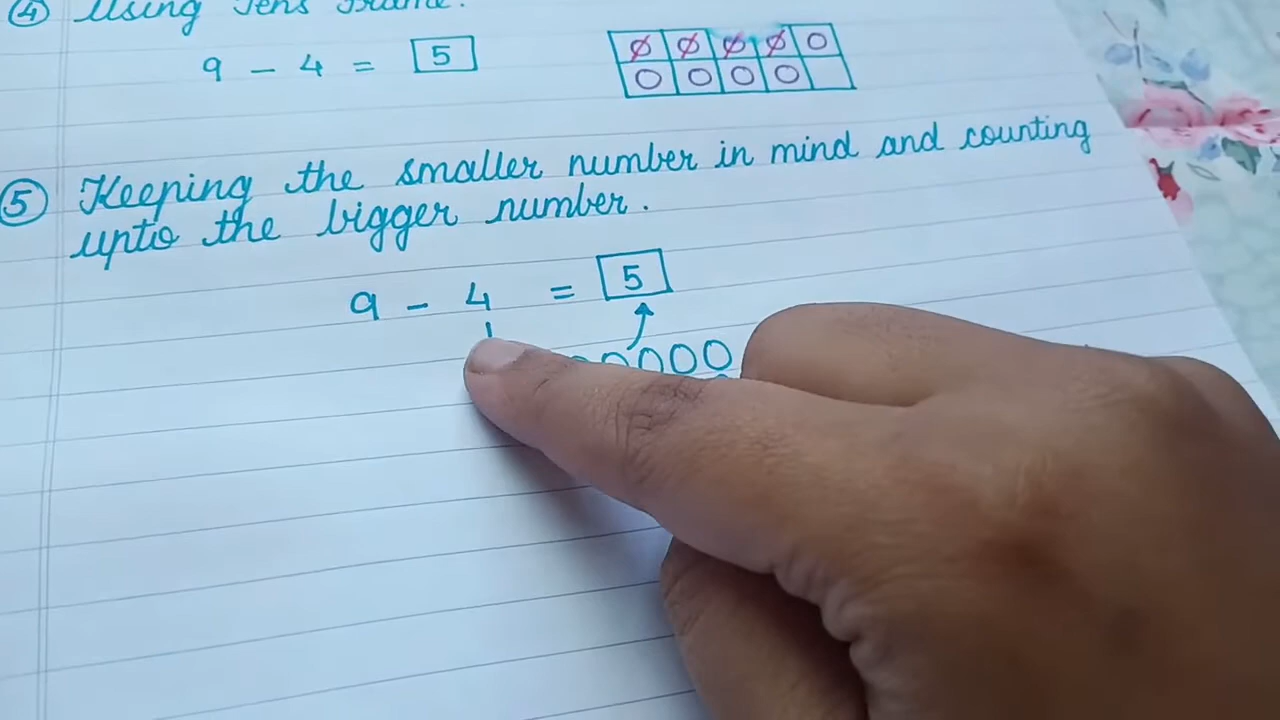 ④ Using Tens Frame.
9 - 4 = 5
⑤ Keeping the smaller number in mind and counting
upto the bigger number.
9 - 4 = 5